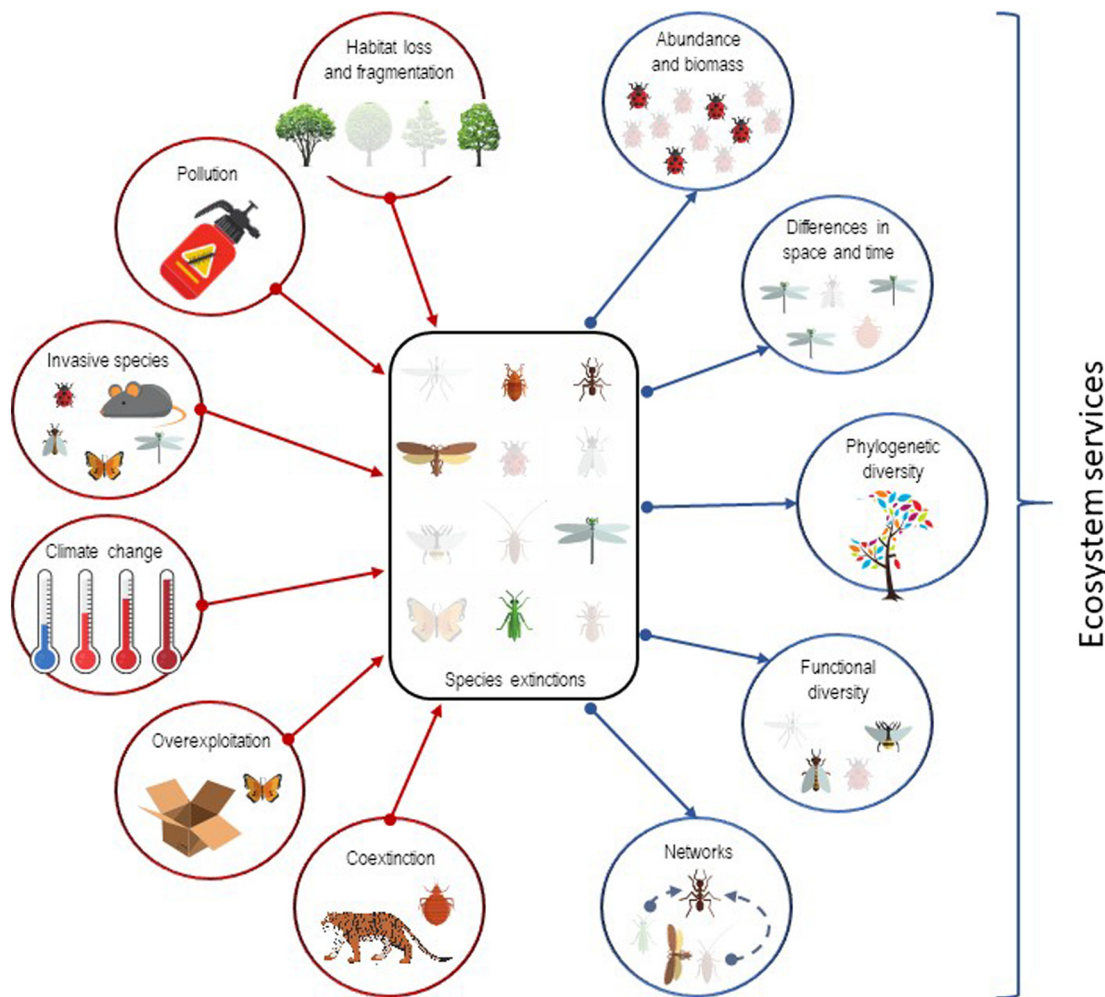 Habitat loss
and fragmentation
Pollution
Invasive species
Climate change
Overexploitation
Coextinction
Species extinctions
Abundance
and biomass
Differences in
space and time
Phylogenetic
diversity
Functional
diversity
Networks
Ecosystem services